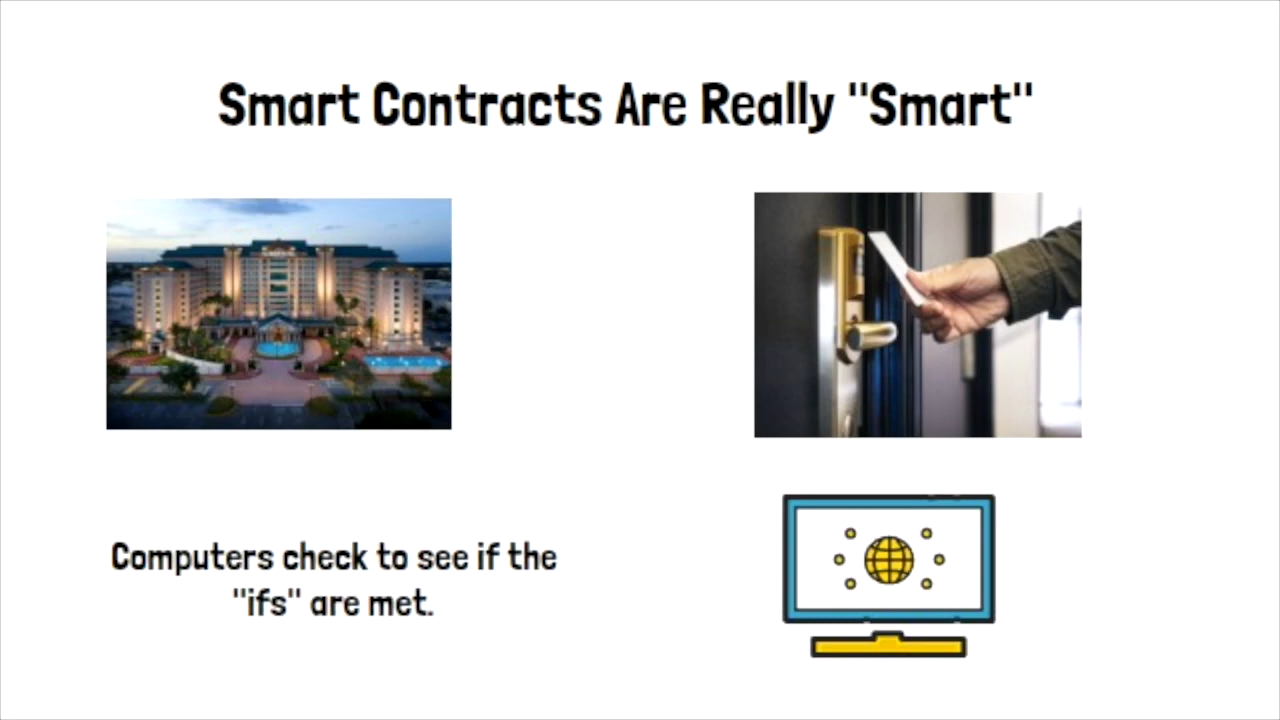 Smart Contracts Are Really "Smart"
Computers check to see if the
"ifs" are met.